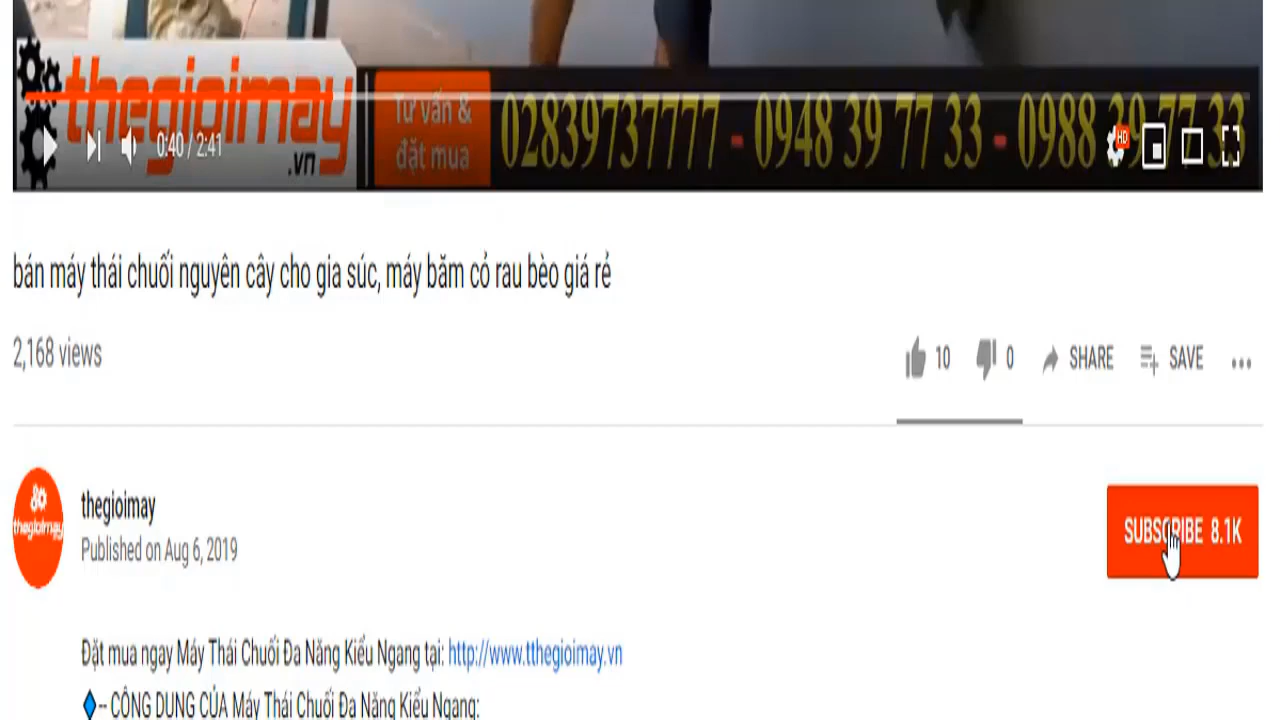 thegioimay
.vn
Tư vấn &
đặt mua
02839737777 - 0948 39 77 33 - 0988 39 77 33
0:40 / 2:41
HD
bán máy thái chuối nguyên cây cho gia súc, máy băm cỏ rau bèo giá rẻ
2,168 views
10 0 SHARE SAVE
thegioimay
thegioimay
Published on Aug 6, 2019
SUBSCRIBE 8.1K
Đặt mua ngay Máy Thái Chuối Đa Năng Kiểu Ngang tại: http://www.tthegioimay.vn
-- CÔNG DỤNG CỦA Máy Thái Chuối Đa Năng Kiểu Ngang: